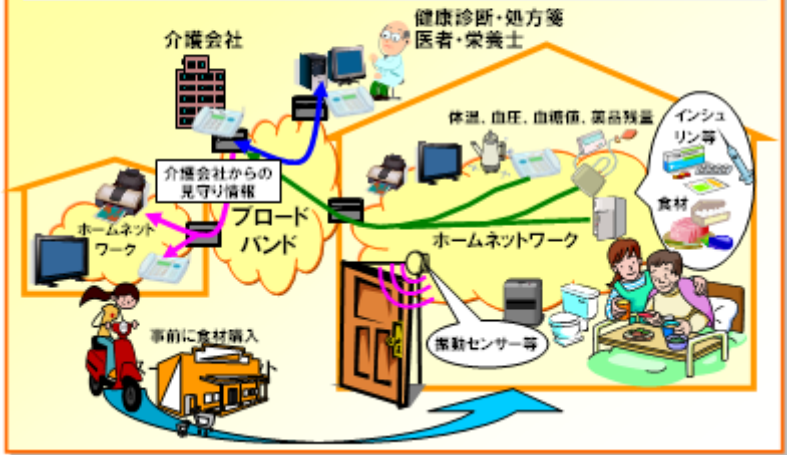 介護会社
健康診断・処方箋
医者・栄養士
体温、血圧、血糖値、薬品残量
インシュ
リン等
食材
介護会社からの
見守り情報
ブロード
バンド
ホームネット
ワーク
ホームネットワーク
振動センサー等
事前に食材購入